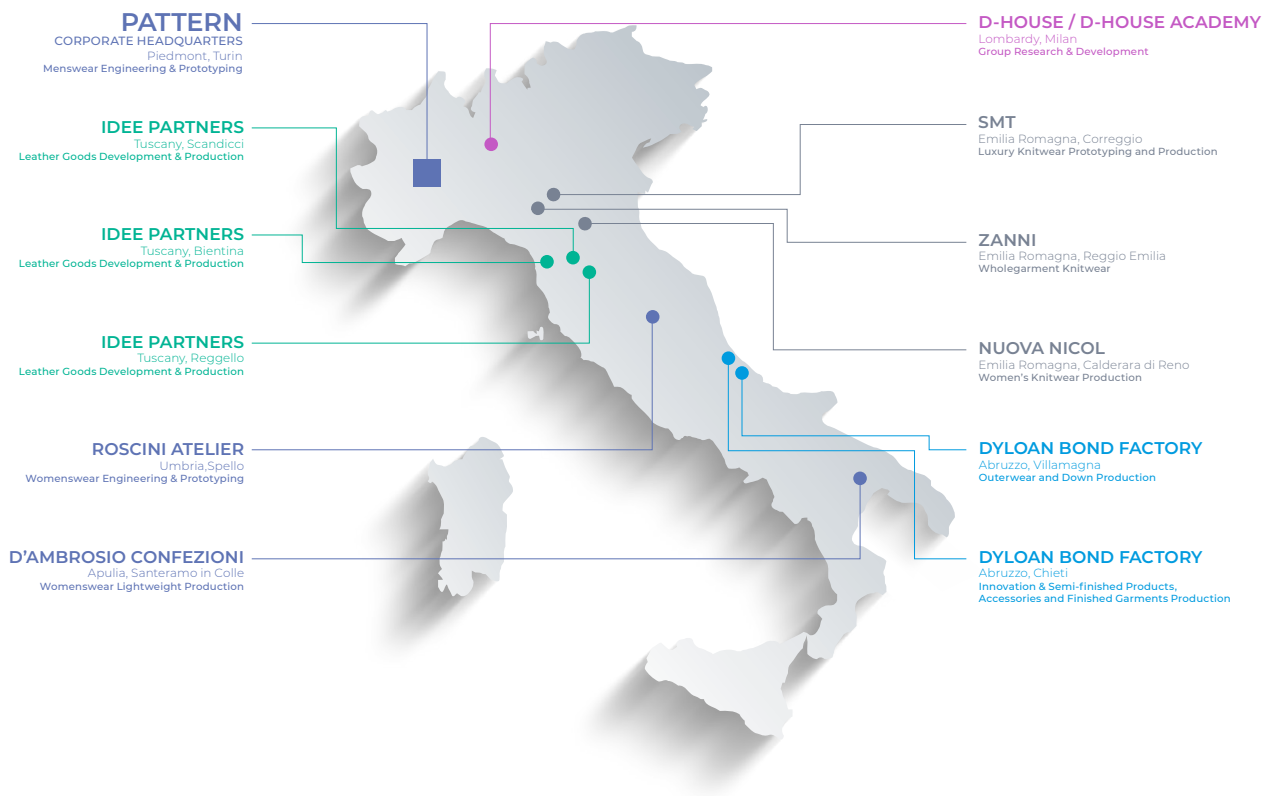 PATTERN
CORPORATE HEADQUARTERS
Piedmont, Turin
Menswear Engineering & Prototyping
IDEE PARTNERS
Tuscany, Scandicci
Leather Goods Development & Production
IDEE PARTNERS
Tuscany, Bientina
Leather Goods Development & Production
IDEE PARTNERS
Tuscany, Reggello
Leather Goods Development & Production
ROSCINI ATELIER
Umbria,Spello
Womenswear Engineering & Prototyping
D’AMBROSIO CONFEZIONI
Apulia, Santeramo in Colle
Womenswear Lightweight Production
D-HOUSE / D-HOUSE ACADEMY
Lombardy, Milan
Group Research & Development
SMT
Emilia Romagna, Correggio
Luxury Knitwear Prototyping and Production
ZANNI
Emilia Romagna, Reggio Emilia
Wholegarment Knitwear
NUOVA NICOL
Emilia Romagna, Calderara di Reno
Women’s Knitwear Production
DYLOAN BOND FACTORY
Abruzzo, Villamagna
Outerwear and Down Production
DYLOAN BOND FACTORY
Abruzzo, Chieti
Innovation & Semi-finished Products,
Accessories and Finished Garments Production